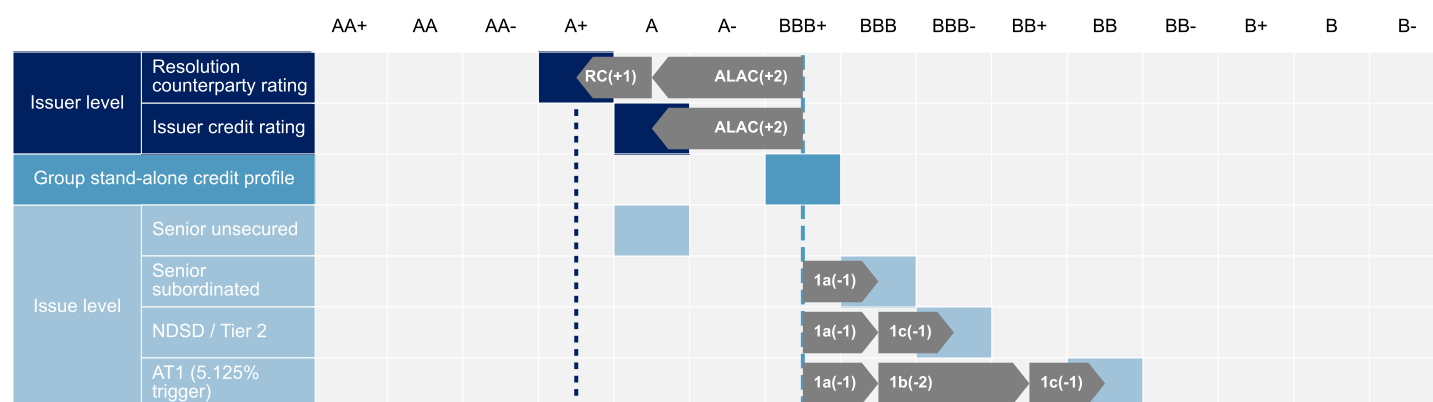 AA+ AA AA- A+ A A- BBB+ BBB BBB- BB+ BB BB- B+ B B-
Issuer level
Resolution
counterparty rating
RC(+1) ALAC(+2)
Issuer credit rating
ALAC(+2)
Group stand-alone credit profile
Issue level
Senior unsecured
Senior
subordinated
1a(-1)
NDSD / Tier 2
1a(-1) 1c(-1)
AT1 (5.125%
trigger)
1a(-1) 1b(-2) 1c(-1)